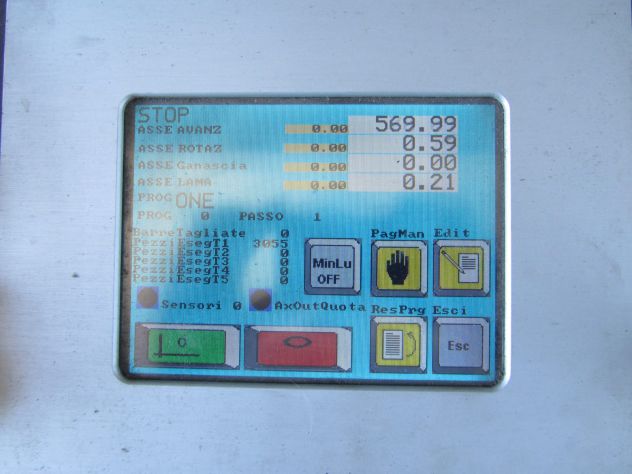 STOP
ASSE AVANZ 0.00 569.99
ASSE ROTAZ 0.00 0.59
ASSE Ganascia 0.00 0.00
ASSE LAMA 0.00 0.21
PROG ONE
PROG 0 PASSO 1
BarreTagliate 0
PezziEsegT1 3055
PezziEsegT2 0
PezziEsegT3 0
PezziEsegT4 0
PezziEsegT5 0
MinLu
OFF
PagMan Edit
Sensori 0 AxOutQuota
ResPrg Esci
Esc